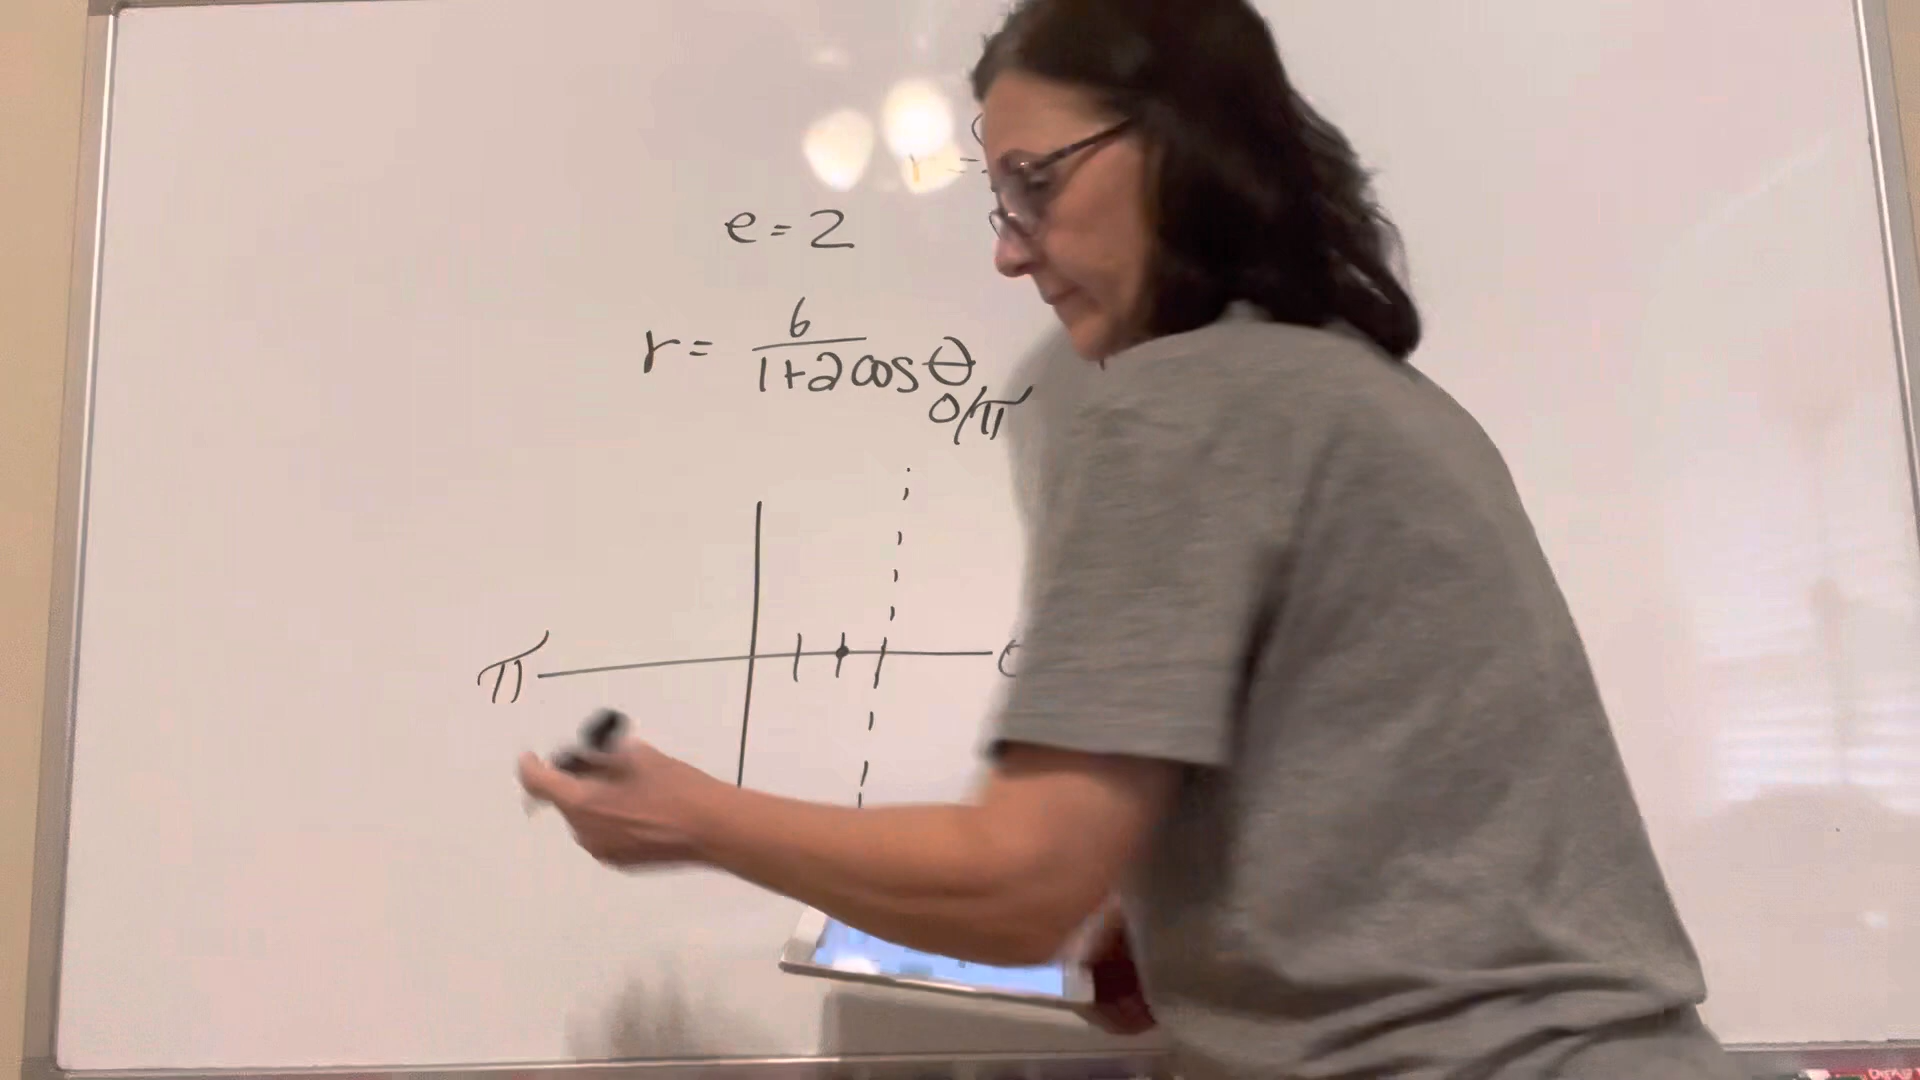 e = 2
r = 6 / 1+2cosθ
0/π
π